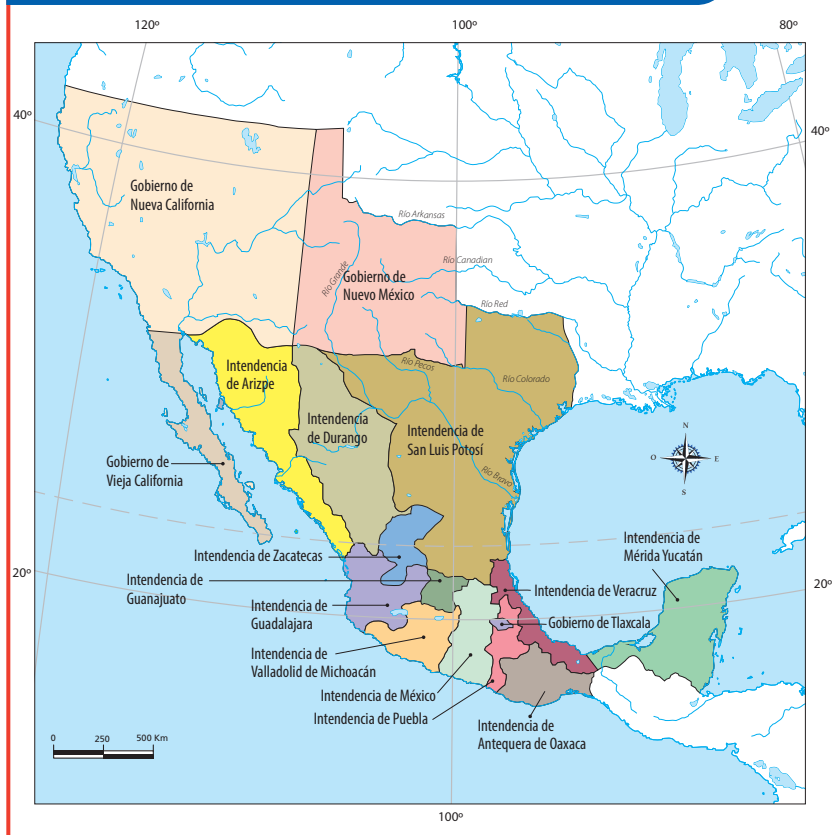 120º
100º
80º
40º
40º
Gobierno de
Nueva California
Río Arkansas
Río Canadian
Río Grande
Gobierno de
Nuevo México
Río Red
Río Pecos
Intendencia
de Arizpe
Río Colorado
Intendencia
de Durango
Intendencia de
San Luis Potosí
N
O
E
S
Gobierno de
Vieja California
Río Bravo
Intendencia de
Mérida Yucatán
Intendencia de Zacatecas
20º
Intendencia de
Guanajuato
Intendencia de Veracruz
20º
Intendencia de
Guadalajara
Gobierno de Tlaxcala
Intendencia de
Valladolid de Michoacán
Intendencia de México
Intendencia de Puebla
Intendencia de
Antequera de Oaxaca
0
250
500 Km
100º